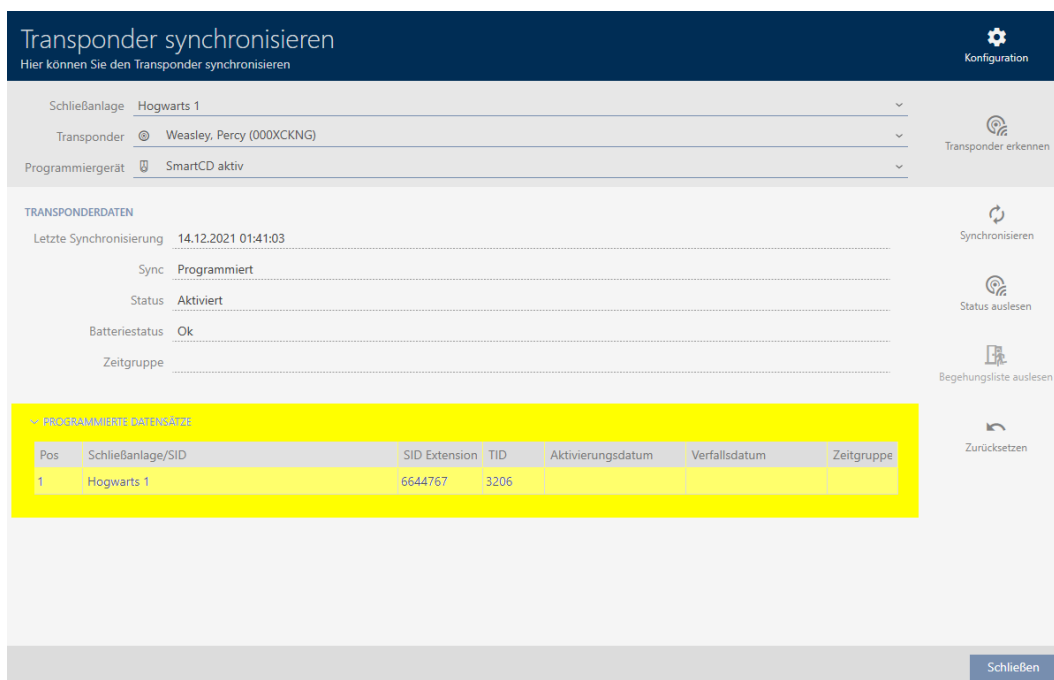 Transponder synchronisieren
Hier können Sie den Transponder synchronisieren
Konfiguration
Schließanlage Hogwarts 1
Transponder Weasley, Percy (000XCKNG)
Programmiergerät SmartCD aktiv
Transponder erkennen
TRANSPONDERDATEN
Letzte Synchronisierung 14.12.2021 01:41:03
Sync Programmiert
Status Aktiviert
Batteriestatus Ok
Zeitgruppe
Synchronisieren
Status auslesen
Begehungsliste auslesen
Zurücksetzen
PROGRAMMIERTE DATENSÄTZE
Pos Schließanlage/SID SID Extension TID Aktivierungsdatum Verfallsdatum Zeitgruppe
1 Hogwarts 1 6644767 3206
Schließen